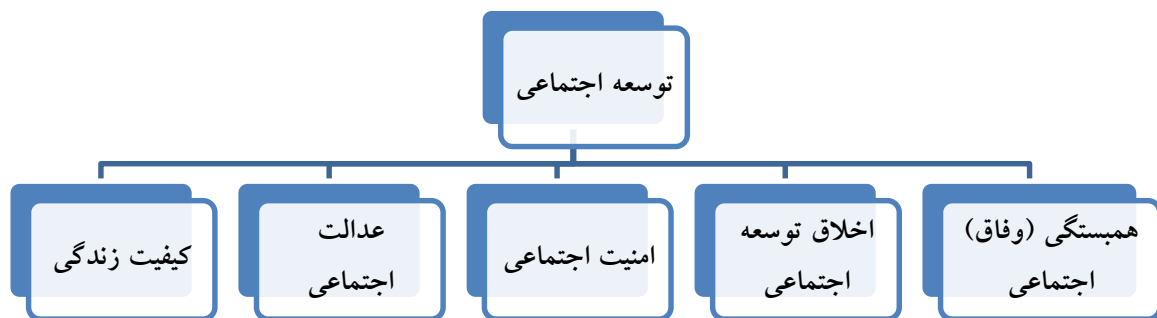 توسعه اجتماعی
همبستگی (وفاق)
اجتماعی
اخلاق توسعه
اجتماعی
امنیت اجتماعی
عدالت
اجتماعی
کیفیت زندگی